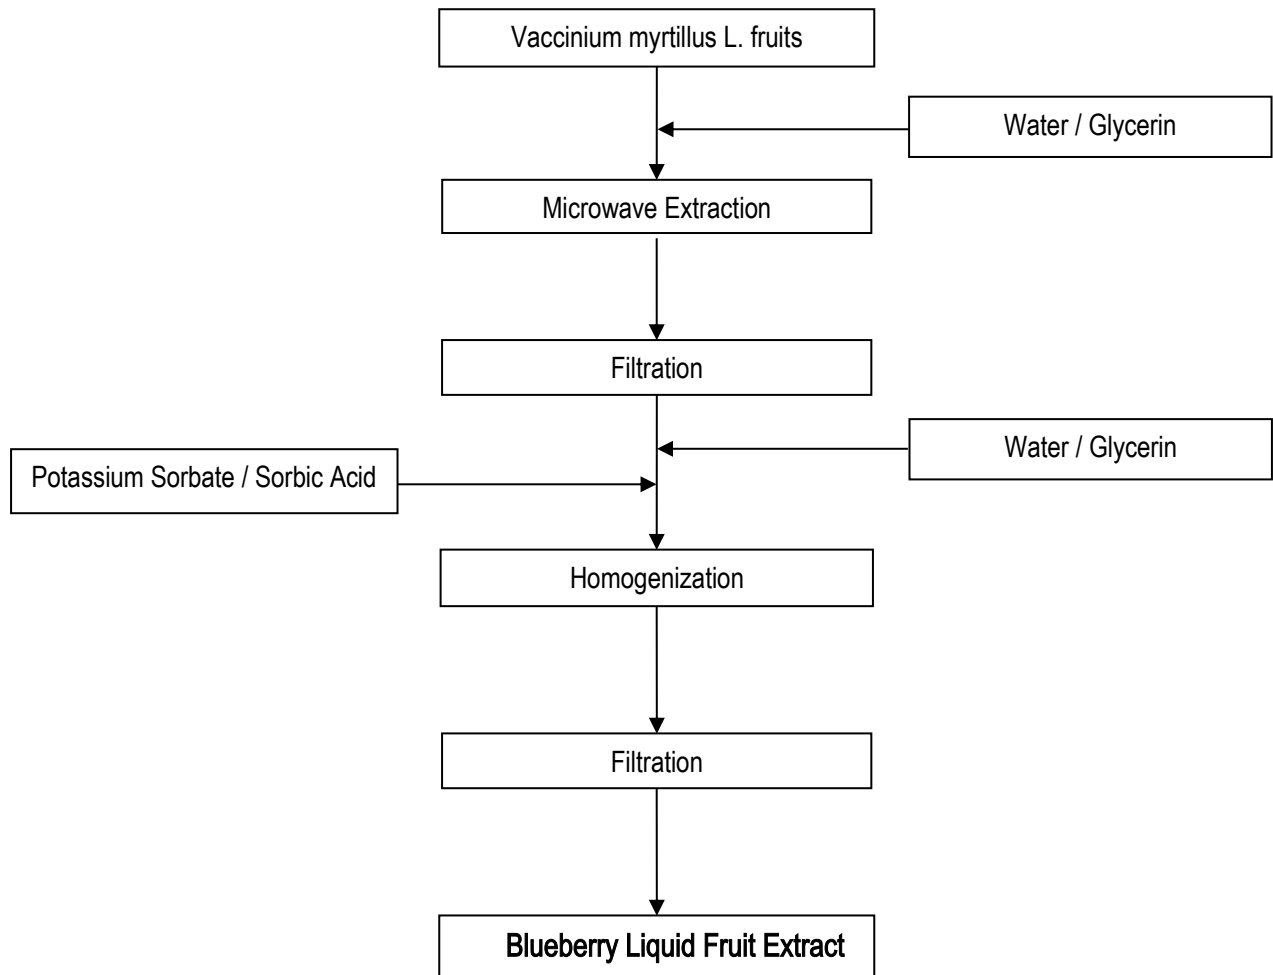 Vaccinium myrtillus L. fruits
Water / Glycerin
Microwave Extraction
Filtration
Water / Glycerin
Potassium Sorbate / Sorbic Acid
Homogenization
Filtration
Blueberry Liquid Fruit Extract